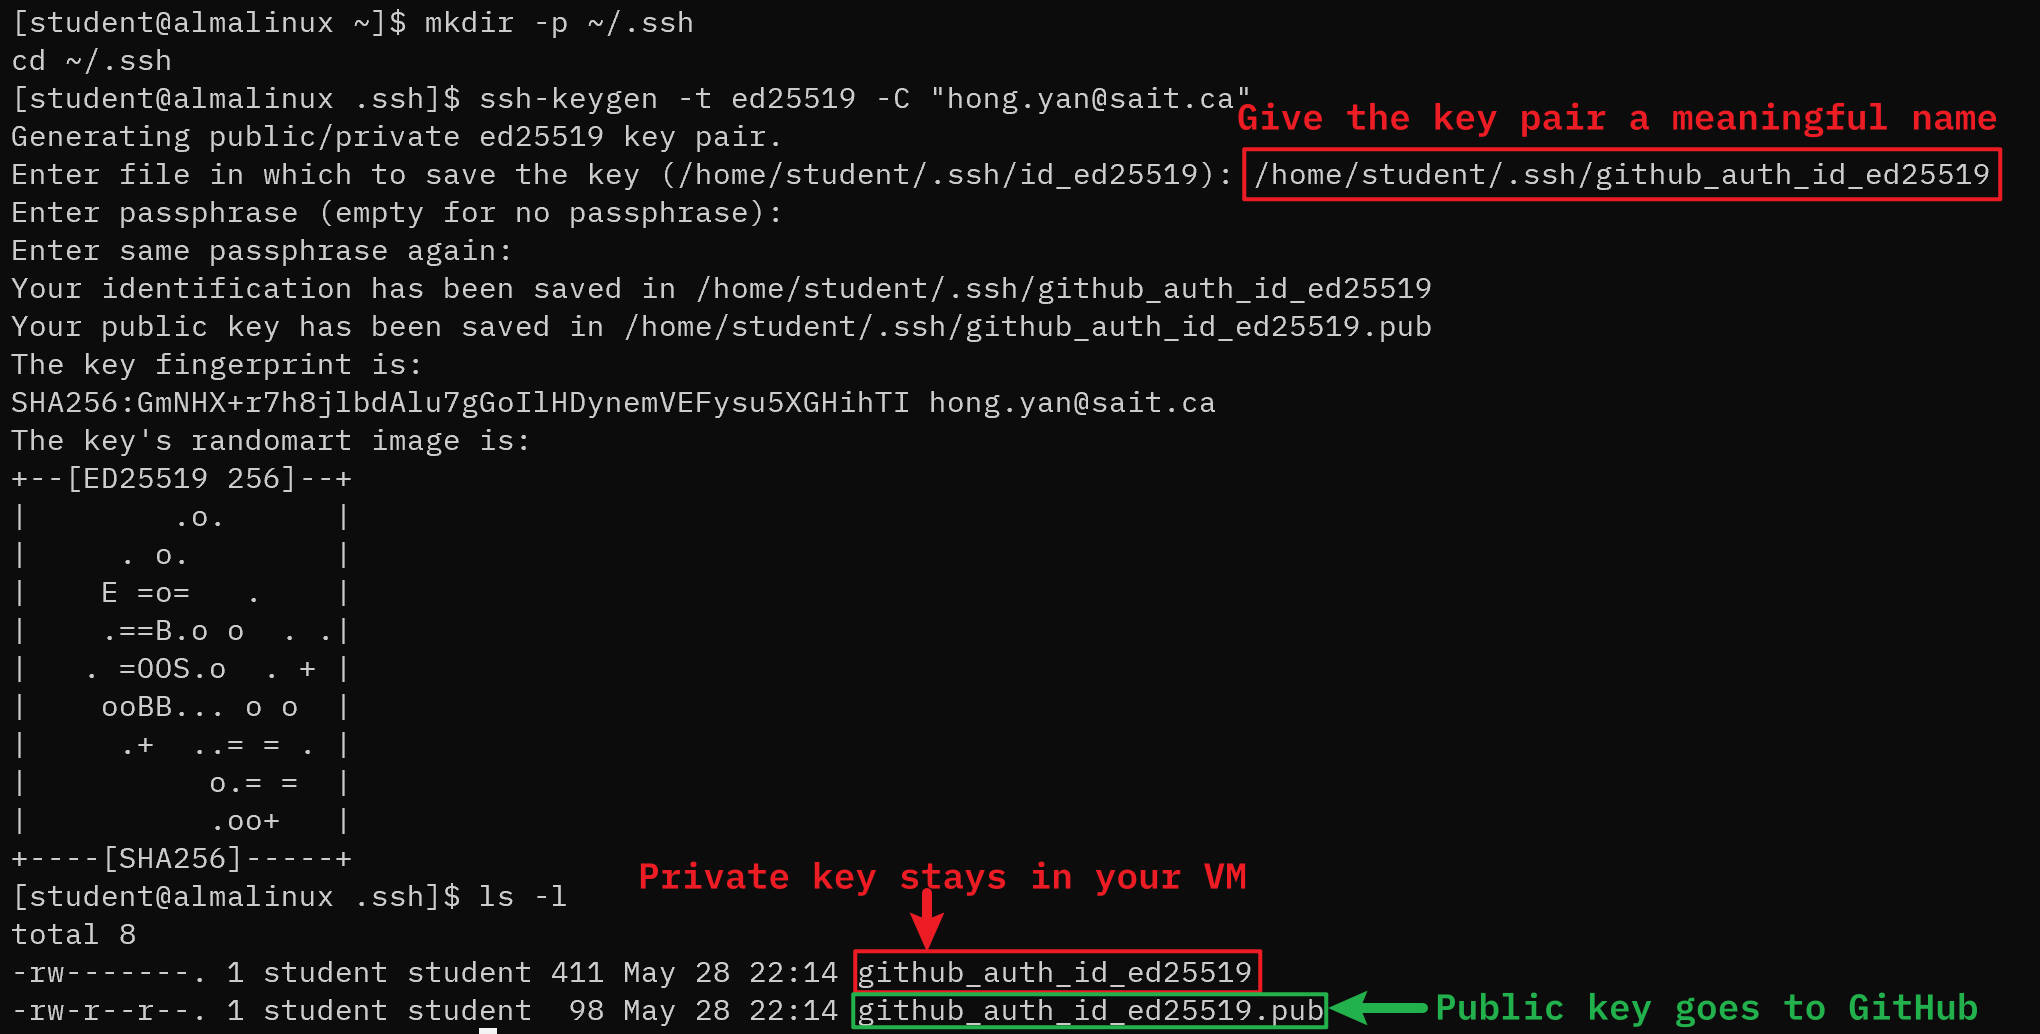 [student@almalinux ~]$ mkdir -p ~/.ssh
cd ~/.ssh
[student@almalinux .ssh]$ ssh-keygen -t ed25519 -C "hong.yan@sait.ca"
Give the key pair a meaningful name
Generating public/private ed25519 key pair.
Enter file in which to save the key (/home/student/.ssh/id_ed25519): /home/student/.ssh/github_auth_id_ed25519
Enter passphrase (empty for no passphrase):
Enter same passphrase again:
Your identification has been saved in /home/student/.ssh/github_auth_id_ed25519
Your public key has been saved in /home/student/.ssh/github_auth_id_ed25519.pub
The key fingerprint is:
SHA256:GmNHX+r7h8jlbdAlu7gGoIlHDynemVEFysu5XGHihTI hong.yan@sait.ca
The key's randomart image is:
+--[ED25519 256]--+
|        .o.      |
|     . o.        |
|    E =o=   .    |
|    .==B.o o  . .|
|   . =OOS.o  . + |
|    ooBB... o o  |
|     .+  ..= = . |
|          o.= =  |
|          .oo+   |
+----[SHA256]-----+
Private key stays in your VM
[student@almalinux .ssh]$ ls -l
total 8
-rw-------. 1 student student 411 May 28 22:14 github_auth_id_ed25519
-rw-r--r--. 1 student student  98 May 28 22:14 github_auth_id_ed25519.pub Public key goes to GitHub